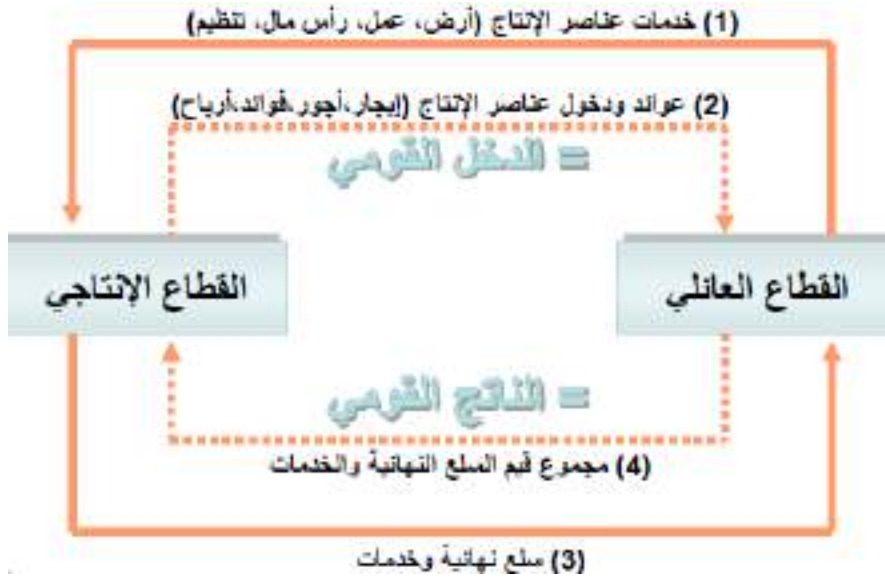 (1) خدمات عناصر الإنتاج (أرض، عمل، رأس مال، تنظيم)
(2) عوائد ودخول عناصر الإنتاج (إيجار،أجور،فوائد،أرباح)
= الدخل القومي
القطاع العائلي
القطاع الإنتاجي
= الناتج القومي
(4) مجموع قيم السلع النهائية والخدمات
(3) سلع نهائية وخدمات